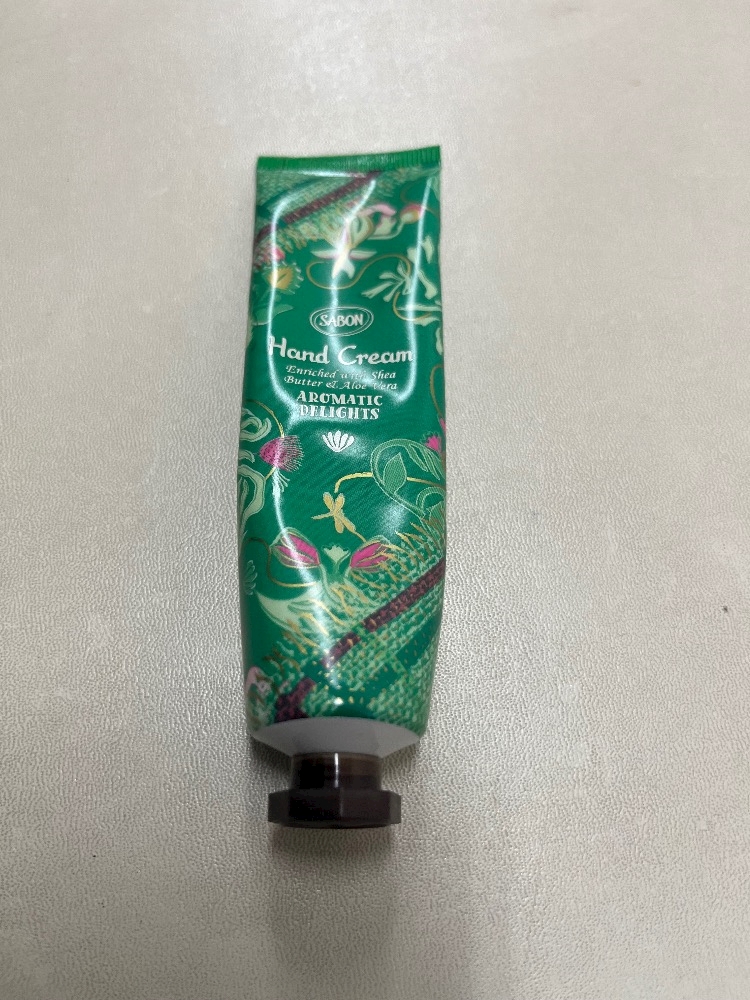 SABON
Hand Cream
Enriched with Shea
Butter & Aloe Vera
AROMATIC
DELIGHTS